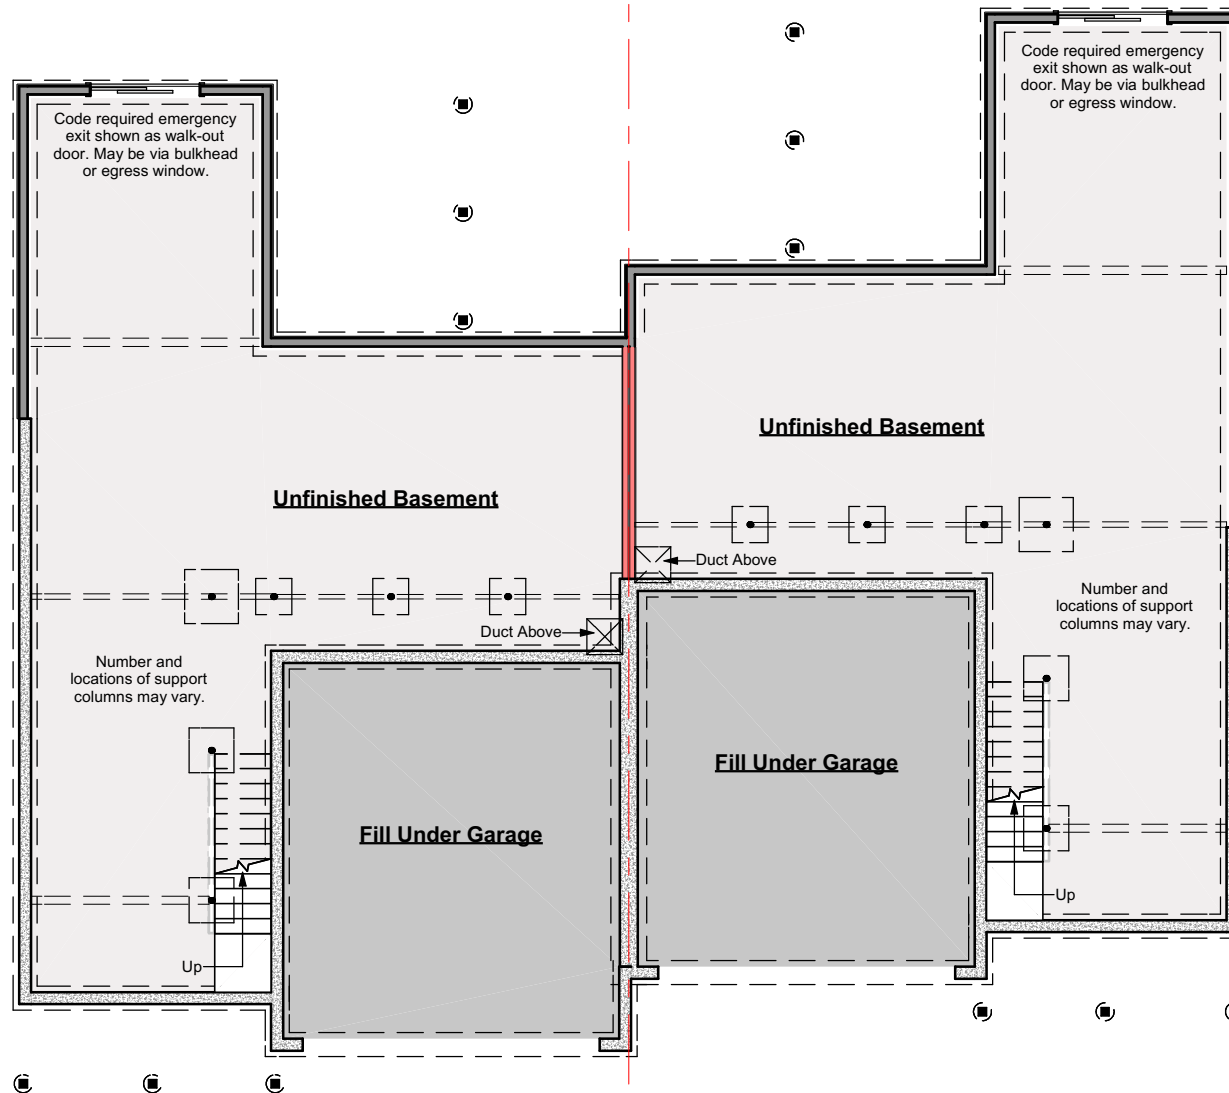 Code required emergency
exit shown as walk-out
door. May be via bulkhead
or egress window.
Code required emergency
exit shown as walk-out
door. May be via bulkhead
or egress window.
Unfinished Basement
Unfinished Basement
Duct Above
Duct Above
Number and
locations of support
columns may vary.
Number and
locations of support
columns may vary.
Fill Under Garage
Fill Under Garage
Up
Up